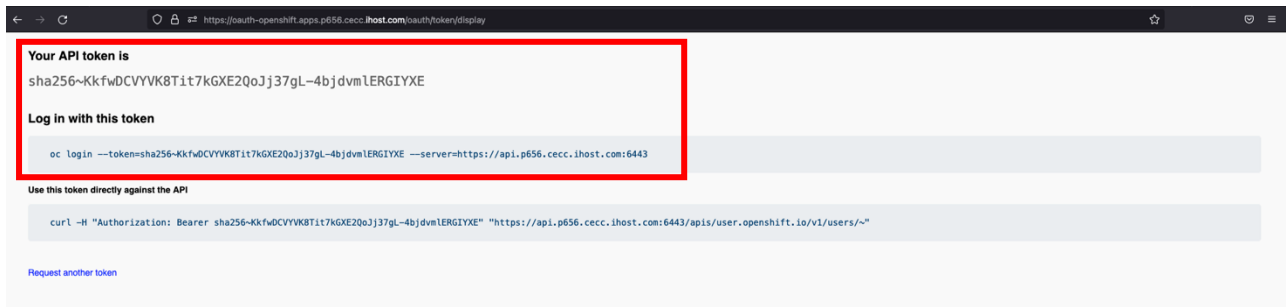 https://oauth-openshift.apps.p656.cecc.ihost.com/oauth/token/display
Your API token is
sha256~KkfwDCVYVK8Tit7kGXE2QoJj37gL-4bjdvmlERGIYXE
Log in with this token
oc login --token=sha256~KkfwDCVYVK8Tit7kGXE2QoJj37gL-4bjdvmlERGIYXE --server=https://api.p656.cecc.ihost.com:6443
Use this token directly against the API
curl -H "Authorization: Bearer sha256~KkfwDCVYVK8Tit7kGXE2QoJj37gL-4bjdvmlERGIYXE" "https://api.p656.cecc.ihost.com:6443/apis/user.openshift.io/v1/users/~"
Request another token